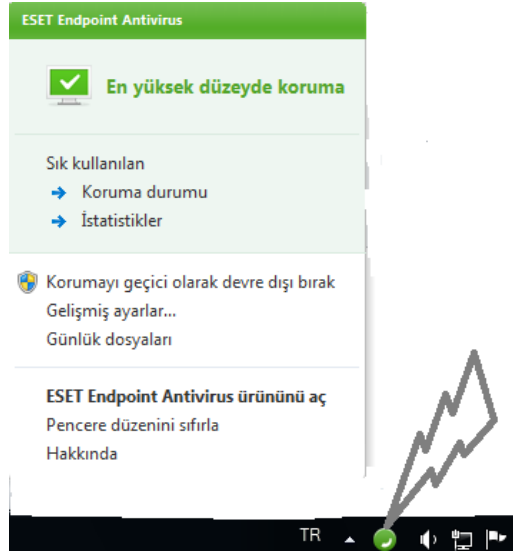 ESET Endpoint Antivirus
En yüksek düzeyde koruma
Sık kullanılan
Koruma durumu
İstatistikler
Korumayı geçici olarak devre dışı bırak
Gelişmiş ayarlar...
Günlük dosyaları
ESET Endpoint Antivirus ürününü aç
Pencere düzenini sıfırla
Hakkında
TR